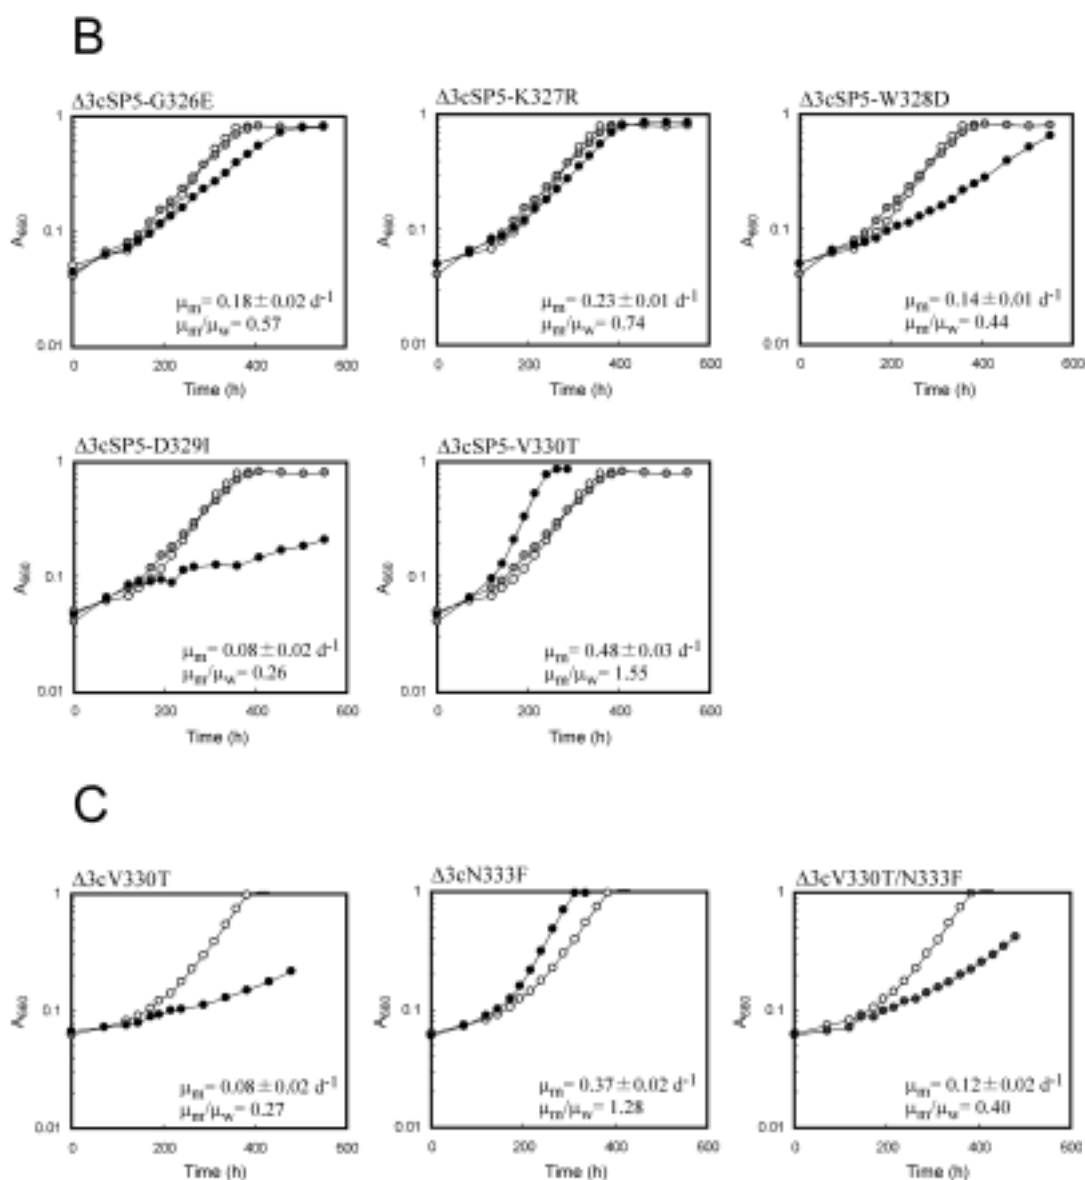 B
Δ3cSP5-G326E
Δ3cSP5-K327R
Δ3cSP5-W328D
1
0.1
0.01
A660
μm= 0.18±0.02 d-1
μm/μw= 0.57
0
200
400
600
Time (h)
1
0.1
0.01
A660
μm= 0.23±0.01 d-1
μm/μw= 0.74
0
200
400
600
Time (h)
1
0.1
0.01
A660
μm= 0.14±0.01 d-1
μm/μw= 0.44
0
200
400
600
Time (h)
Δ3cSP5-D329I
Δ3cSP5-V330T
1
0.1
0.01
A660
μm= 0.08±0.02 d-1
μm/μw= 0.26
0
200
400
600
Time (h)
1
0.1
0.01
A660
μm= 0.48±0.03 d-1
μm/μw= 1.55
0
200
400
600
Time (h)
C
Δ3cV330T
Δ3cN333F
Δ3cV330T/N333F
1
0.1
0.01
A660
μm= 0.08±0.02 d-1
μm/μw= 0.27
0
200
400
600
Time (h)
1
0.1
0.01
A660
μm= 0.37±0.02 d-1
μm/μw= 1.28
0
200
400
600
Time (h)
1
0.1
0.01
A660
μm= 0.12±0.02 d-1
μm/μw= 0.40
0
200
400
600
Time (h)